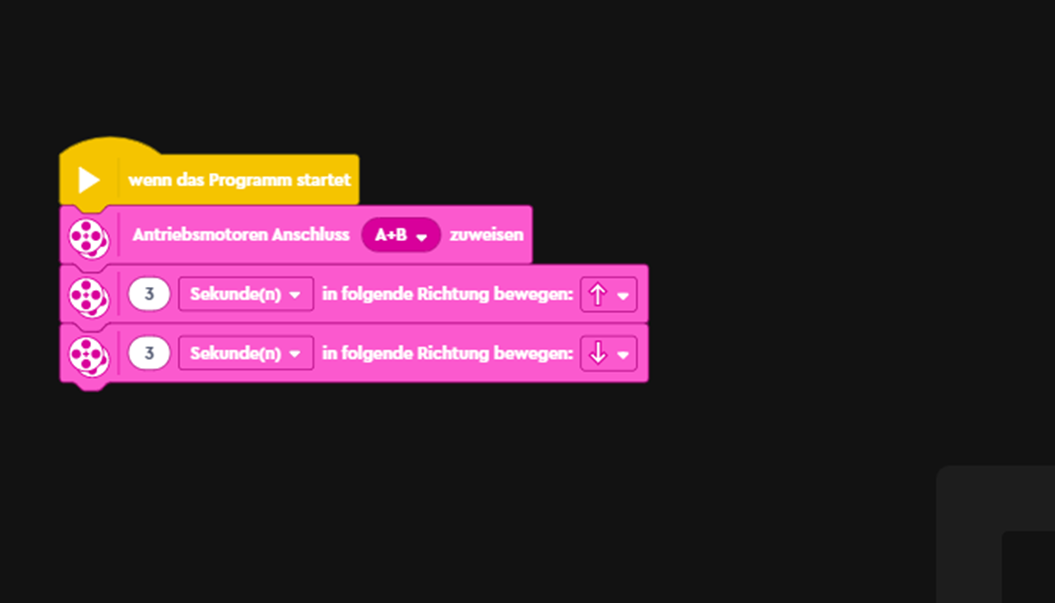 wenn das Programm startet
Antriebsmotoren Anschluss A+B zuweisen
3 Sekunde(n) in folgende Richtung bewegen:
3 Sekunde(n) in folgende Richtung bewegen: